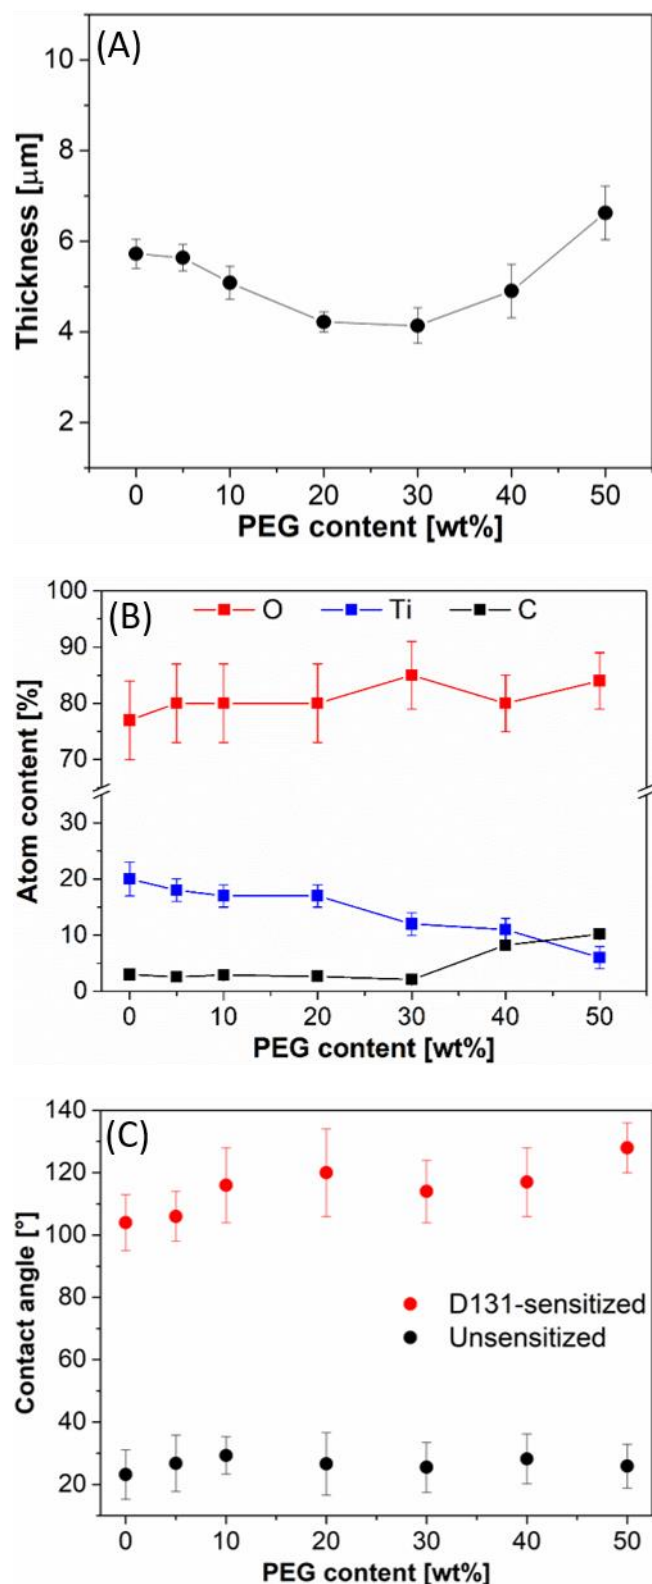 (A)
10
8
6
4
2
Thickness [μm]
0 10 20 30 40 50
PEG content [wt%]
(B)
O Ti C
100
90
80
70
30
20
10
0
Atom content [%]
0 10 20 30 40 50
PEG content [wt%]
(C)
140
120
100
80
60
40
20
Contact angle [°]
D131-sensitized
Unsensitized
0 10 20 30 40 50
PEG content [wt%]